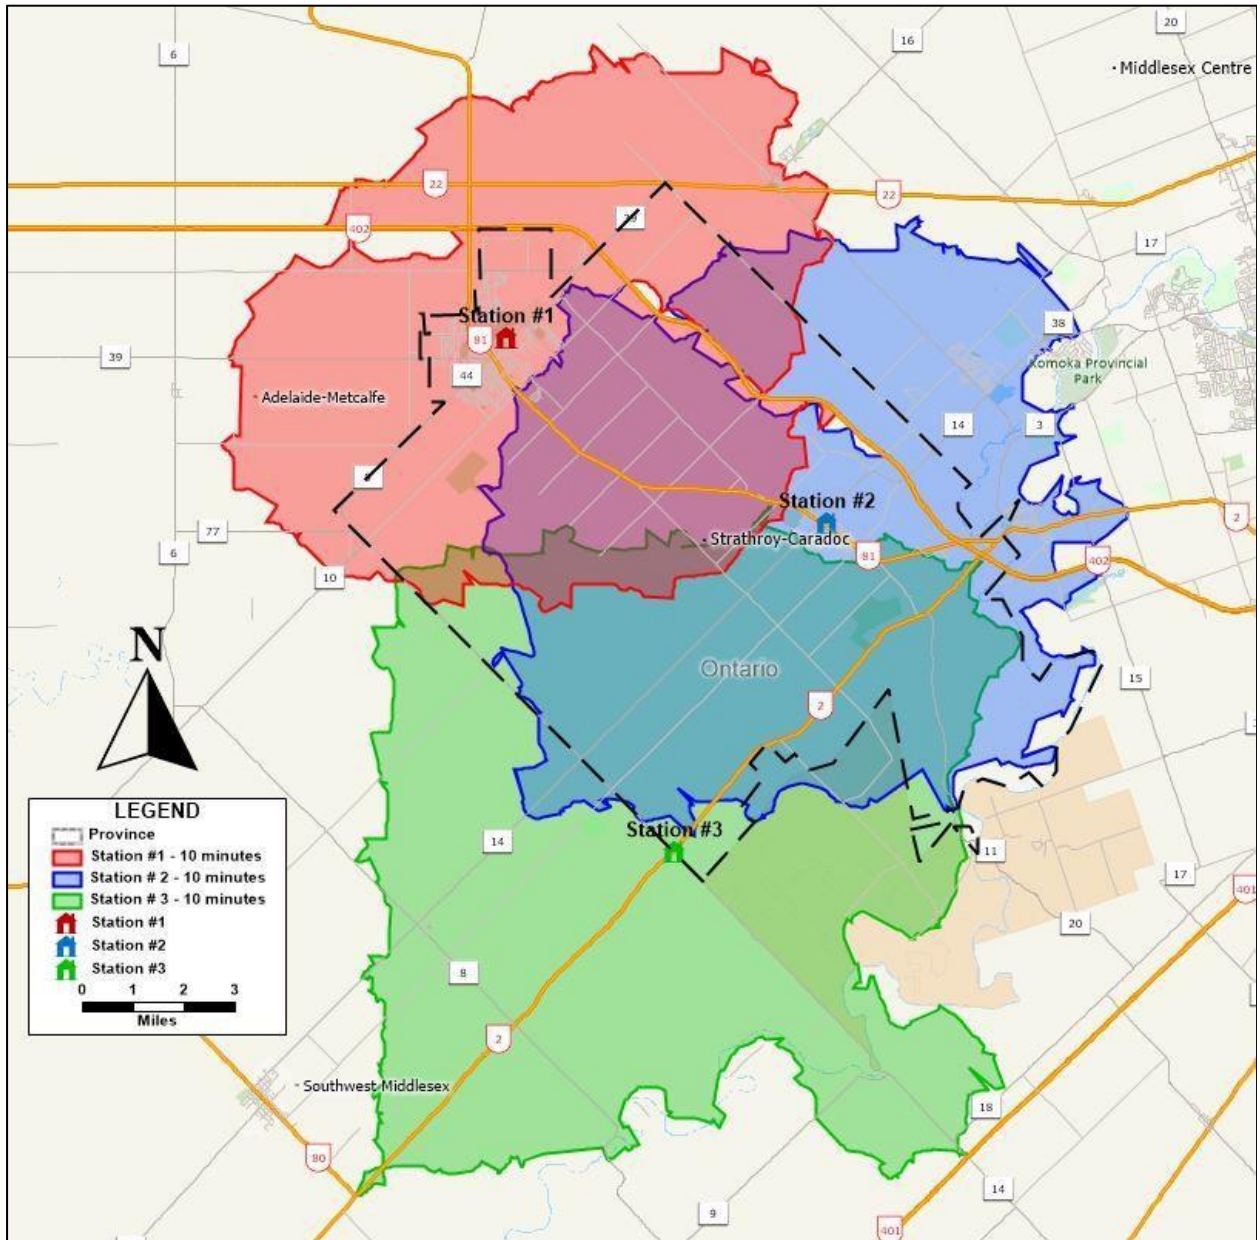 20
6
16
Middlesex Centre
22
22
402
39
17
Station #1
38
81
39
44
Komoka Provincial
Park
Adelaide-Metcalfe
14
3
Station #2
2
77
Strathroy-Caradoc
6
81
402
10
N
Ontario
15
2
LEGEND
Province
Station #1 - 10 minutes
Station # 2 - 10 minutes
Station # 3 - 10 minutes
Station #1
Station #2
Station #3
0 1 2 3
Miles
Station #3
14
11
17
401
20
8
2
Southwest Middlesex
18
80
14
9
401